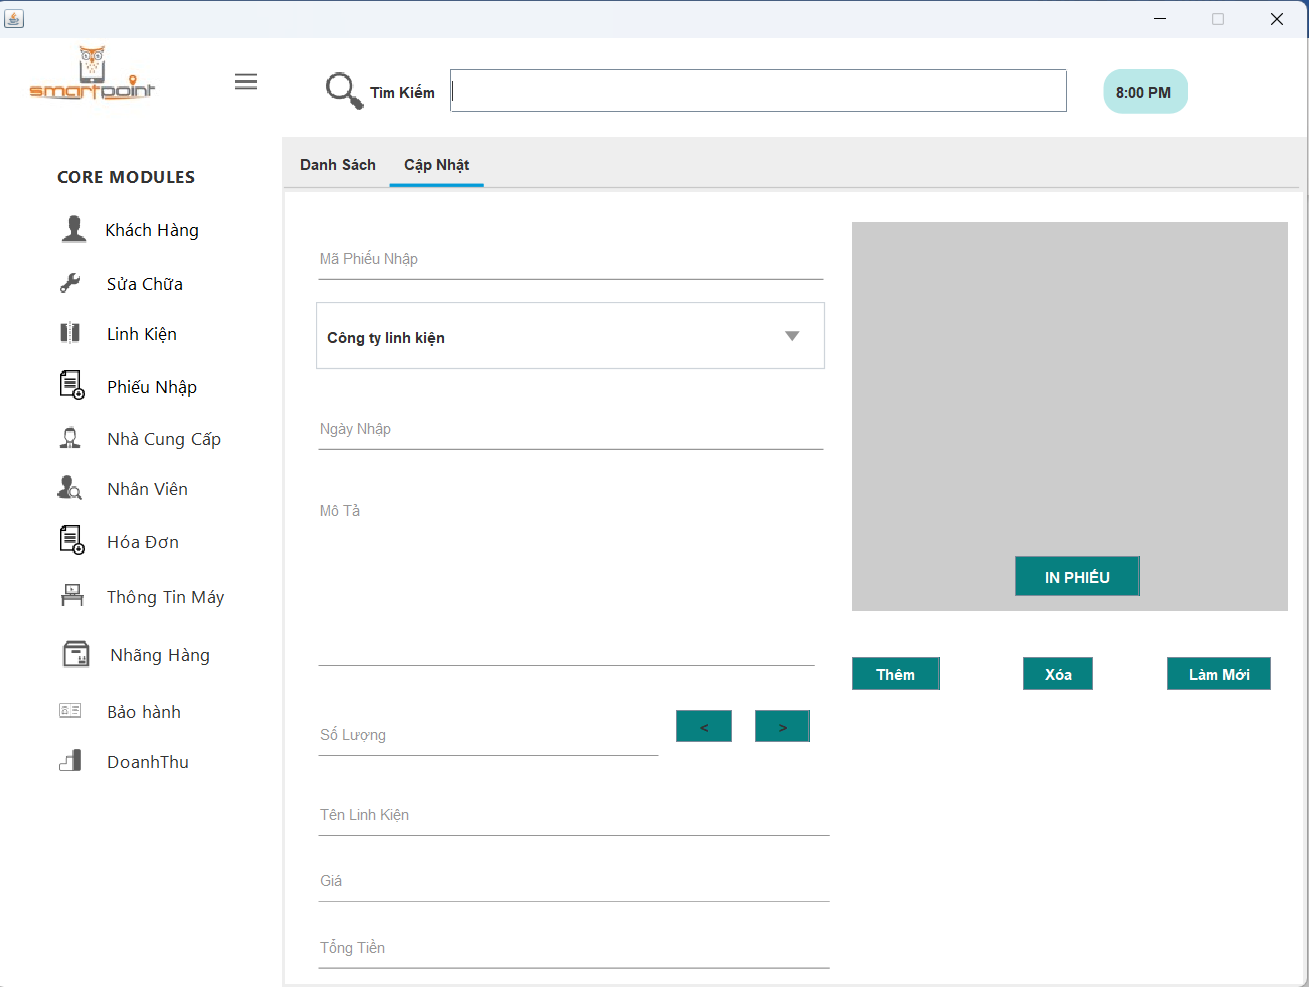 smartpoint
Tìm Kiếm
8:00 PM
CORE MODULES
Khách Hàng
Sửa Chữa
Linh Kiện
Phiếu Nhập
Nhà Cung Cấp
Nhân Viên
Hóa Đơn
Thông Tin Máy
Nhãng Hàng
Bảo hành
DoanhThu
Danh Sách
Cập Nhật
Mã Phiếu Nhập
Công ty linh kiện
Ngày Nhập
Mô Tả
Số Lượng
<
>
Tên Linh Kiện
Giá
Tổng Tiền
IN PHIẾU
Thêm
Xóa
Làm Mới